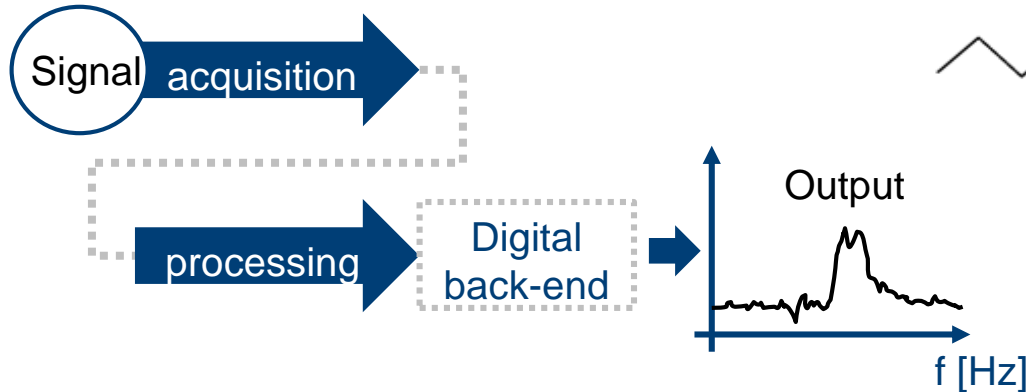 Signal
acquisition
processing
Digital
back-end
Output
f [Hz]